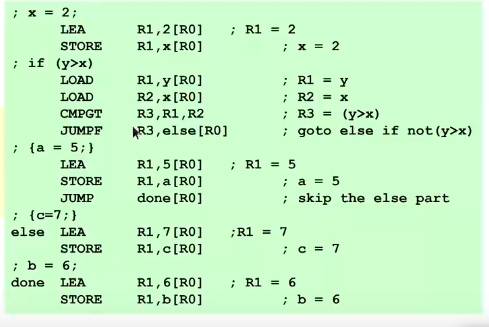 ; x = 2;
LEA R1,2[R0] ; R1 = 2
STORE R1,x[R0] ; x = 2
; if (y>x)
LOAD R1,y[R0] ; R1 = y
LOAD R2,x[R0] ; R2 = x
CMPGT R3,R1,R2 ; R3 = (y>x)
JUMPF R3,else[R0] ; goto else if not(y>x)
; {a = 5;}
LEA R1,5[R0] ; R1 = 5
STORE R1,a[R0] ; a = 5
JUMP done[R0] ; skip the else part
; {c=7;}
else LEA R1,7[R0] ;R1 = 7
STORE R1,c[R0] ; c = 7
; b = 6;
done LEA R1,6[R0] ; R1 = 6
STORE R1,b[R0] ; b = 6